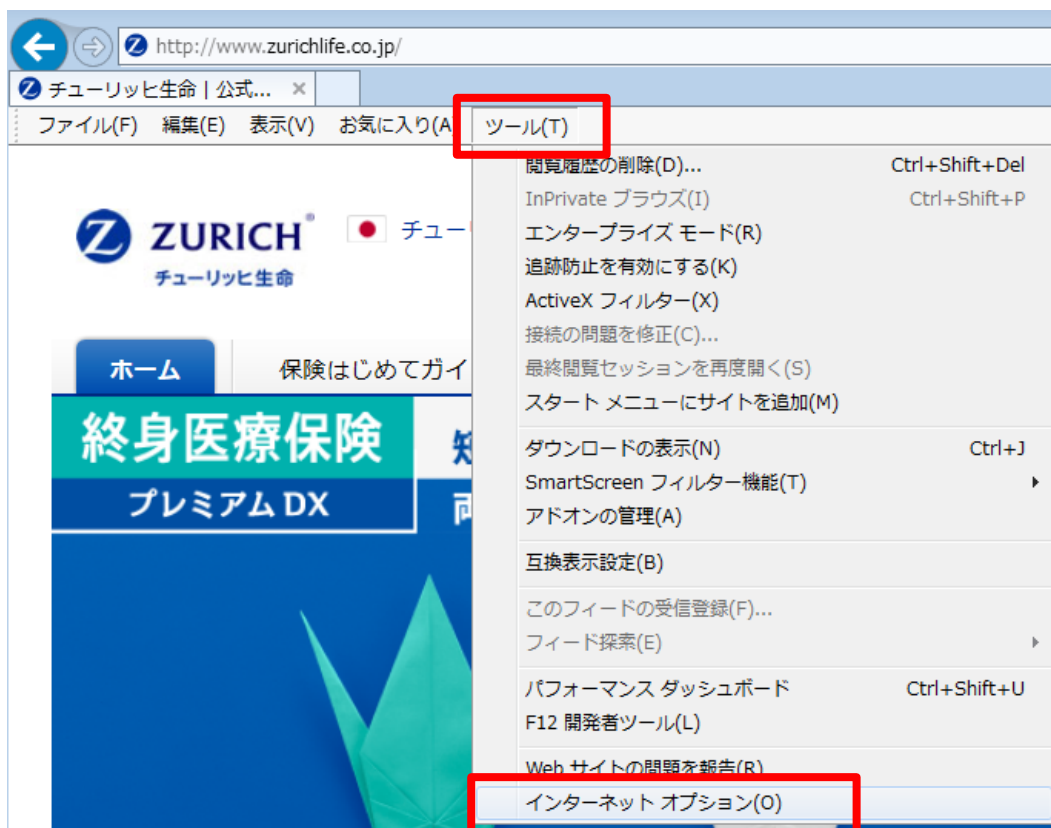 http://www.zurichlife.co.jp/
チューリッヒ生命 | 公式... ×
ファイル(F) 編集(E) 表示(V) お気に入り(A ツール(T)
閲覧履歴の削除(D)... Ctrl+Shift+Del
InPrivate ブラウズ(I) Ctrl+Shift+P
エンタープライズ モード(R)
追跡防止を有効にする(K)
ActiveX フィルター(X)
接続の問題を修正(C)...
最終閲覧セッションを再度開く(S)
スタート メニューにサイトを追加(M)
ダウンロードの表示(N) Ctrl+J
SmartScreen フィルター機能(T)
アドオンの管理(A)
互換表示設定(B)
このフィードの受信登録(F)...
フィード探索(E)
パフォーマンス ダッシュボード Ctrl+Shift+U
F12 開発者ツール(L)
Web サイトの問題を報告(R)
インターネット オプション(O)
ZURICH
チューリッヒ生命
チュー
ホーム 保険はじめてガイ
終身医療保険
プレミアム DX